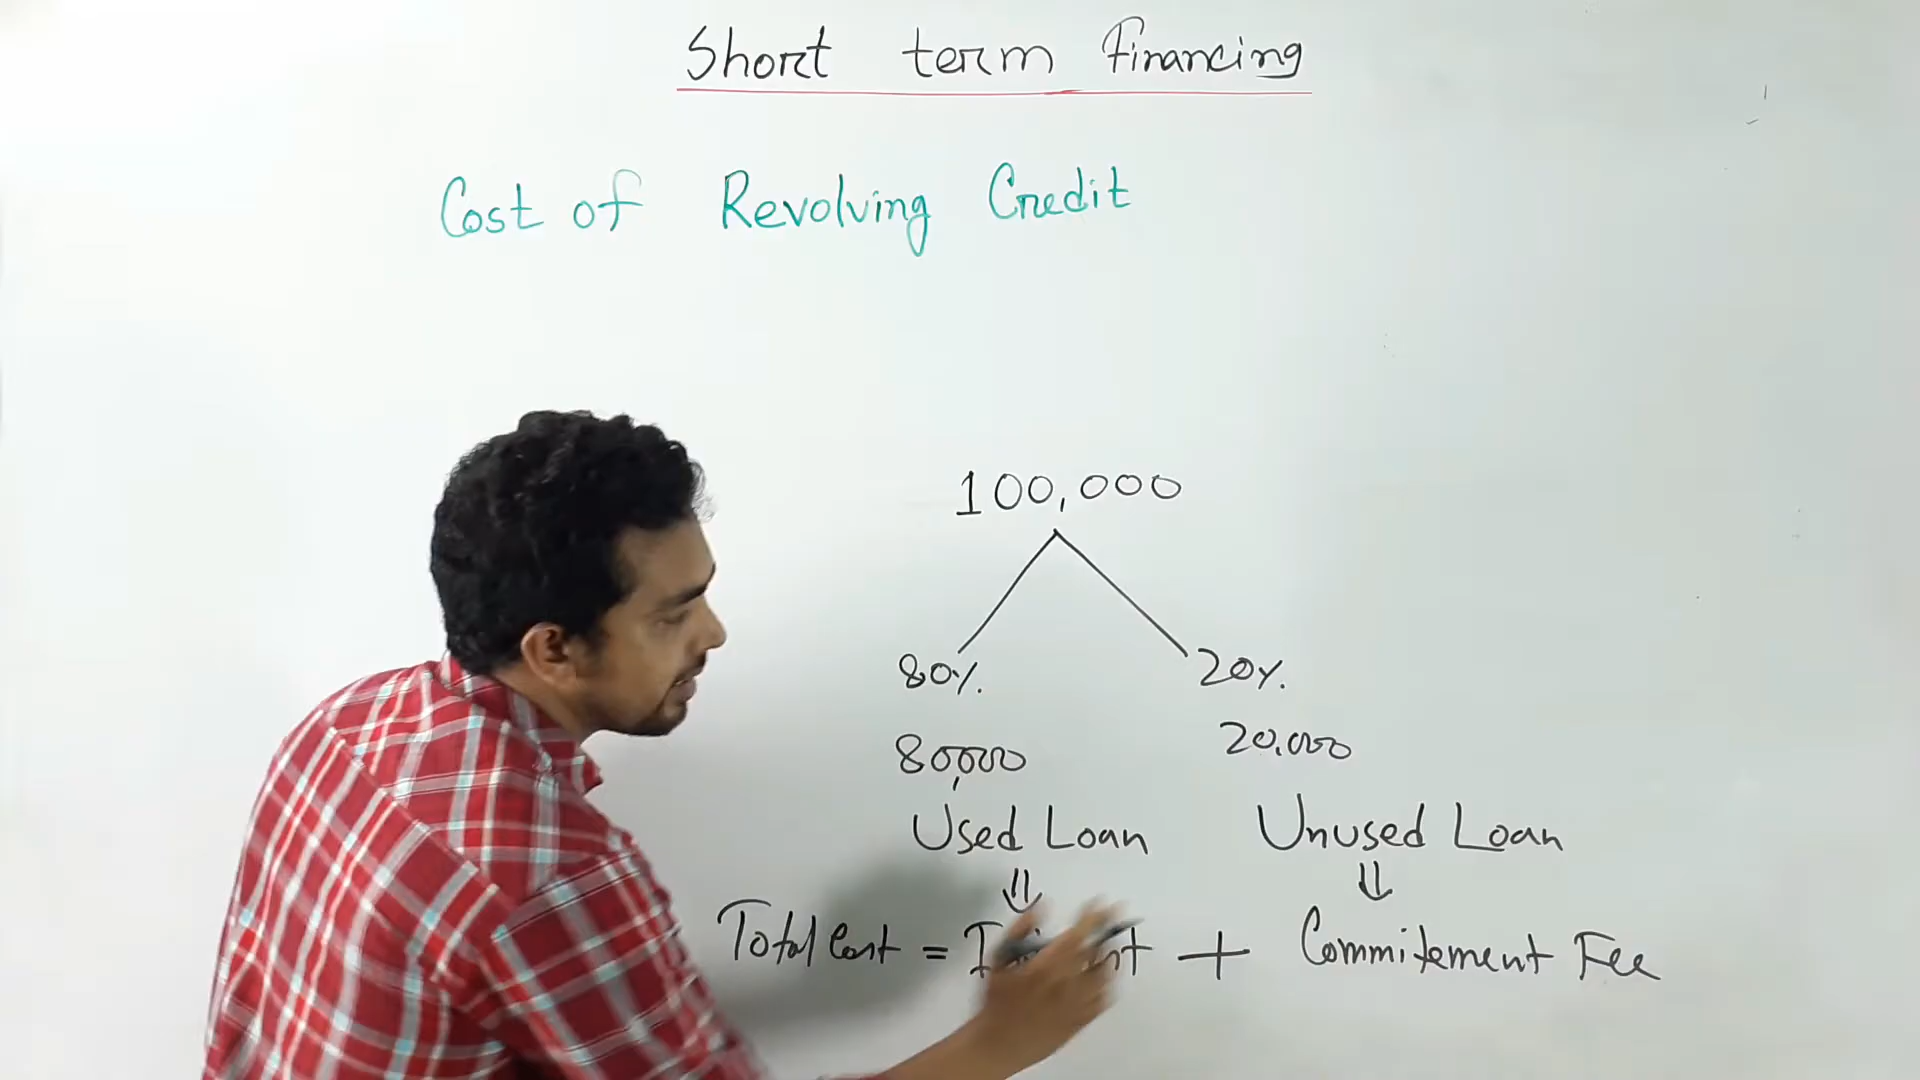 Short term Financing
Cost of Revolving Credit
100,000
80% 20%
80,000 20,000
Used Loan Unused Loan
Total Cost = + Commitement Fee